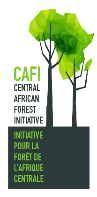 CAFI
CENTRAL
AFRICAN
FOREST
INITIATIVE
INITIATIVE
POUR LA
FORÊT DE
L'AFRIQUE
CENTRALE